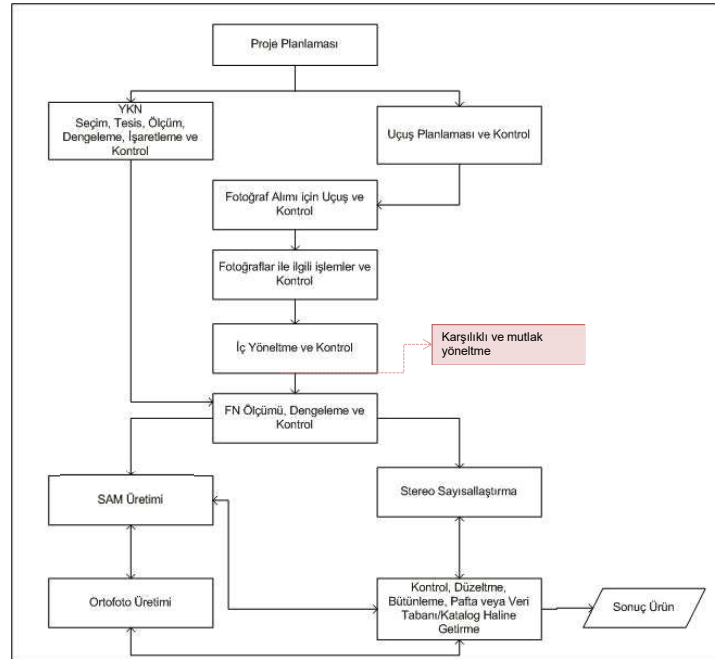 Proje Planlaması
YKN
Seçim, Tesis, Ölçüm,
Dengeleme, İşaretleme ve
Kontrol
Uçuş Planlaması ve Kontrol
Fotoğraf Alımı için Uçuş ve
Kontrol
Fotoğraflar ile ilgili işlemler ve
Kontrol
İç Yöneltme ve Kontrol
Karşılıklı ve mutlak
yöneltme
FN Ölçümü, Dengeleme ve
Kontrol
SAM Üretimi
Stereo Sayısallaştırma
Ortofoto Üretimi
Kontrol, Düzeltme,
Bütünleme, Pafta veya Veri
Tabanı/Katalog Haline
Getirme
Sonuç Ürün